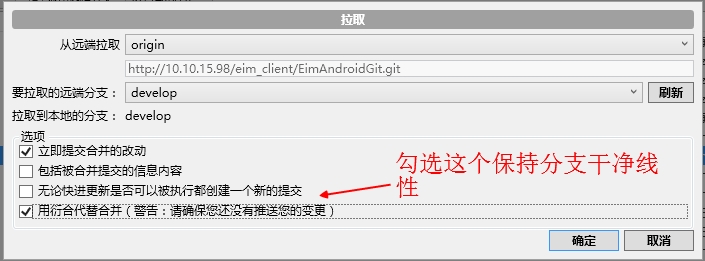 拉取
从远端拉取 origin
http://10.10.15.98/eim_client/EimAndroidGit.git
要拉取的远端分支： develop 刷新
拉取到本地的分支： develop
选项
立即提交合并的改动
包括被合并提交的信息内容
无论快进更新是否可以被执行都创建一个新的提交
用衍合代替合并（警告：请确保您还没有推送您的变更）
勾选这个保持分支干净线
性
确定 取消